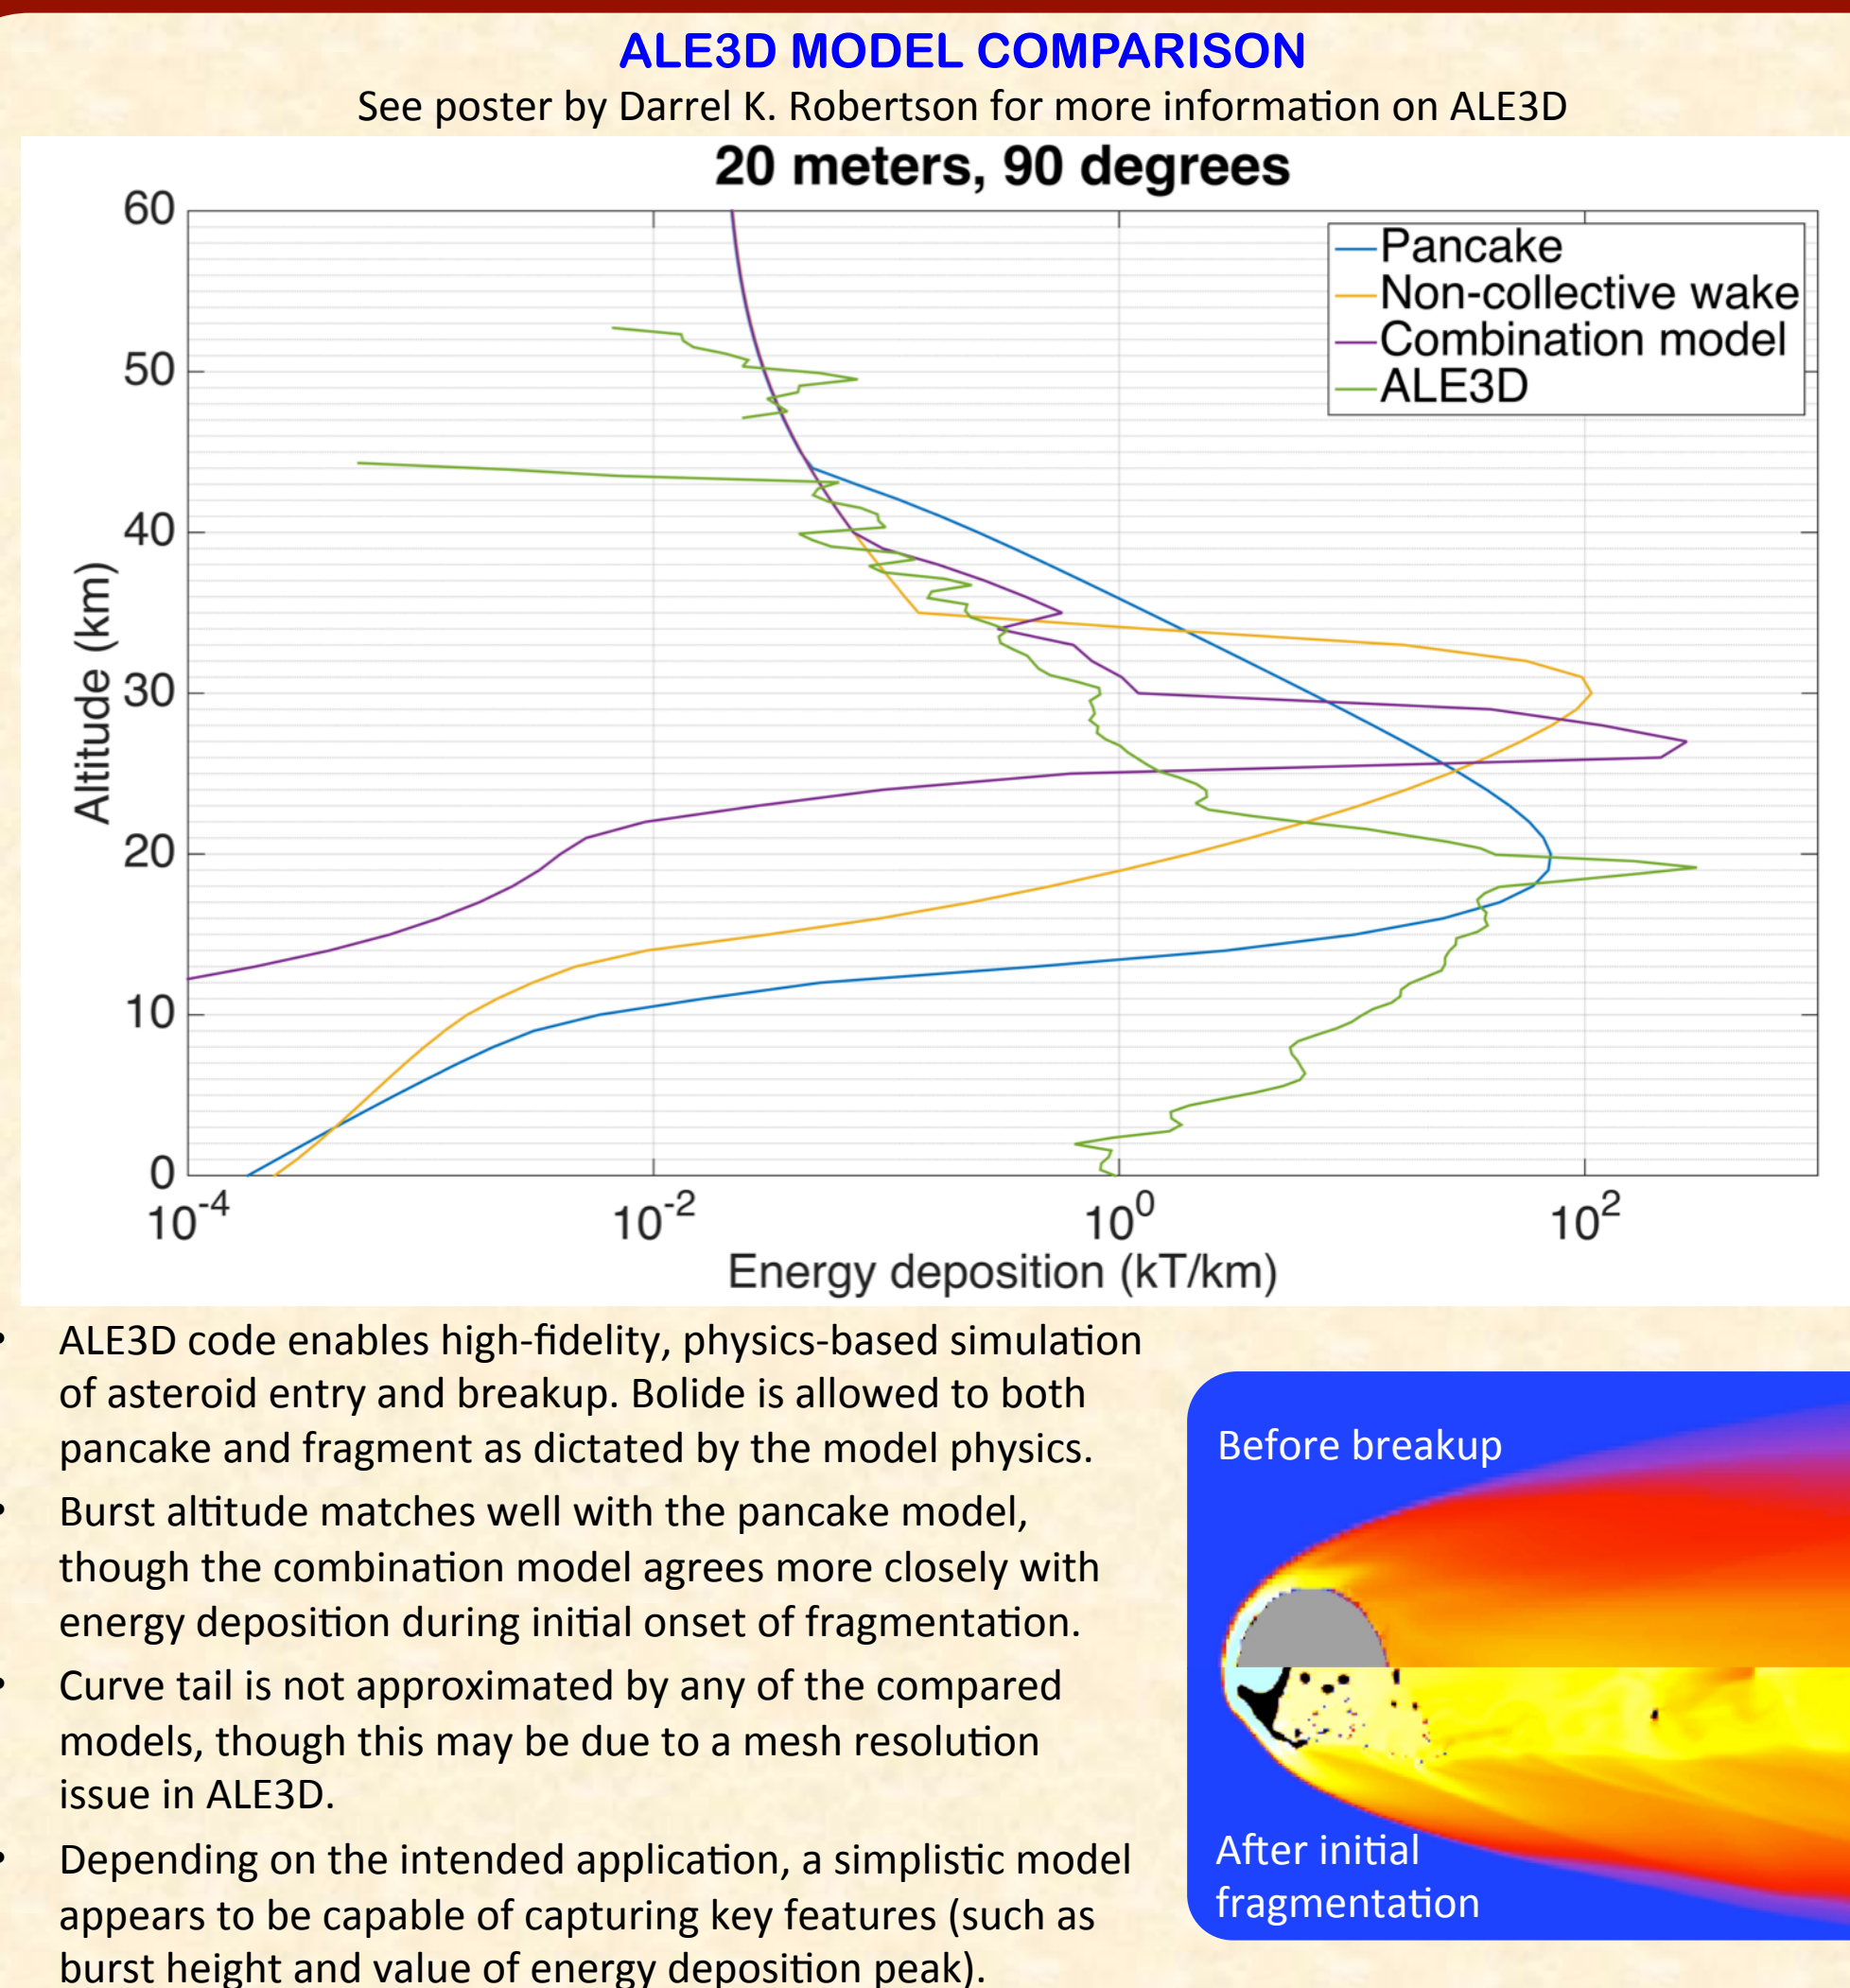 ALE3D MODEL COMPARISON
See poster by Darrel K. Robertson for more information on ALE3D
20 meters, 90 degrees
60
50
40
30
20
10
0
Altitude (km)
Pancake
Non-collective wake
Combination model
ALE3D
10^-4
10^-2
10^0
10^2
Energy deposition (kT/km)
• ALE3D code enables high-fidelity, physics-based simulation
of asteroid entry and breakup. Bolide is allowed to both
pancake and fragment as dictated by the model physics.
• Burst altitude matches well with the pancake model,
though the combination model agrees more closely with
energy deposition during initial onset of fragmentation.
• Curve tail is not approximated by any of the compared
models, though this may be due to a mesh resolution
issue in ALE3D.
• Depending on the intended application, a simplistic model
appears to be capable of capturing key features (such as
burst height and value of energy deposition peak).
Before breakup
After initial
fragmentation